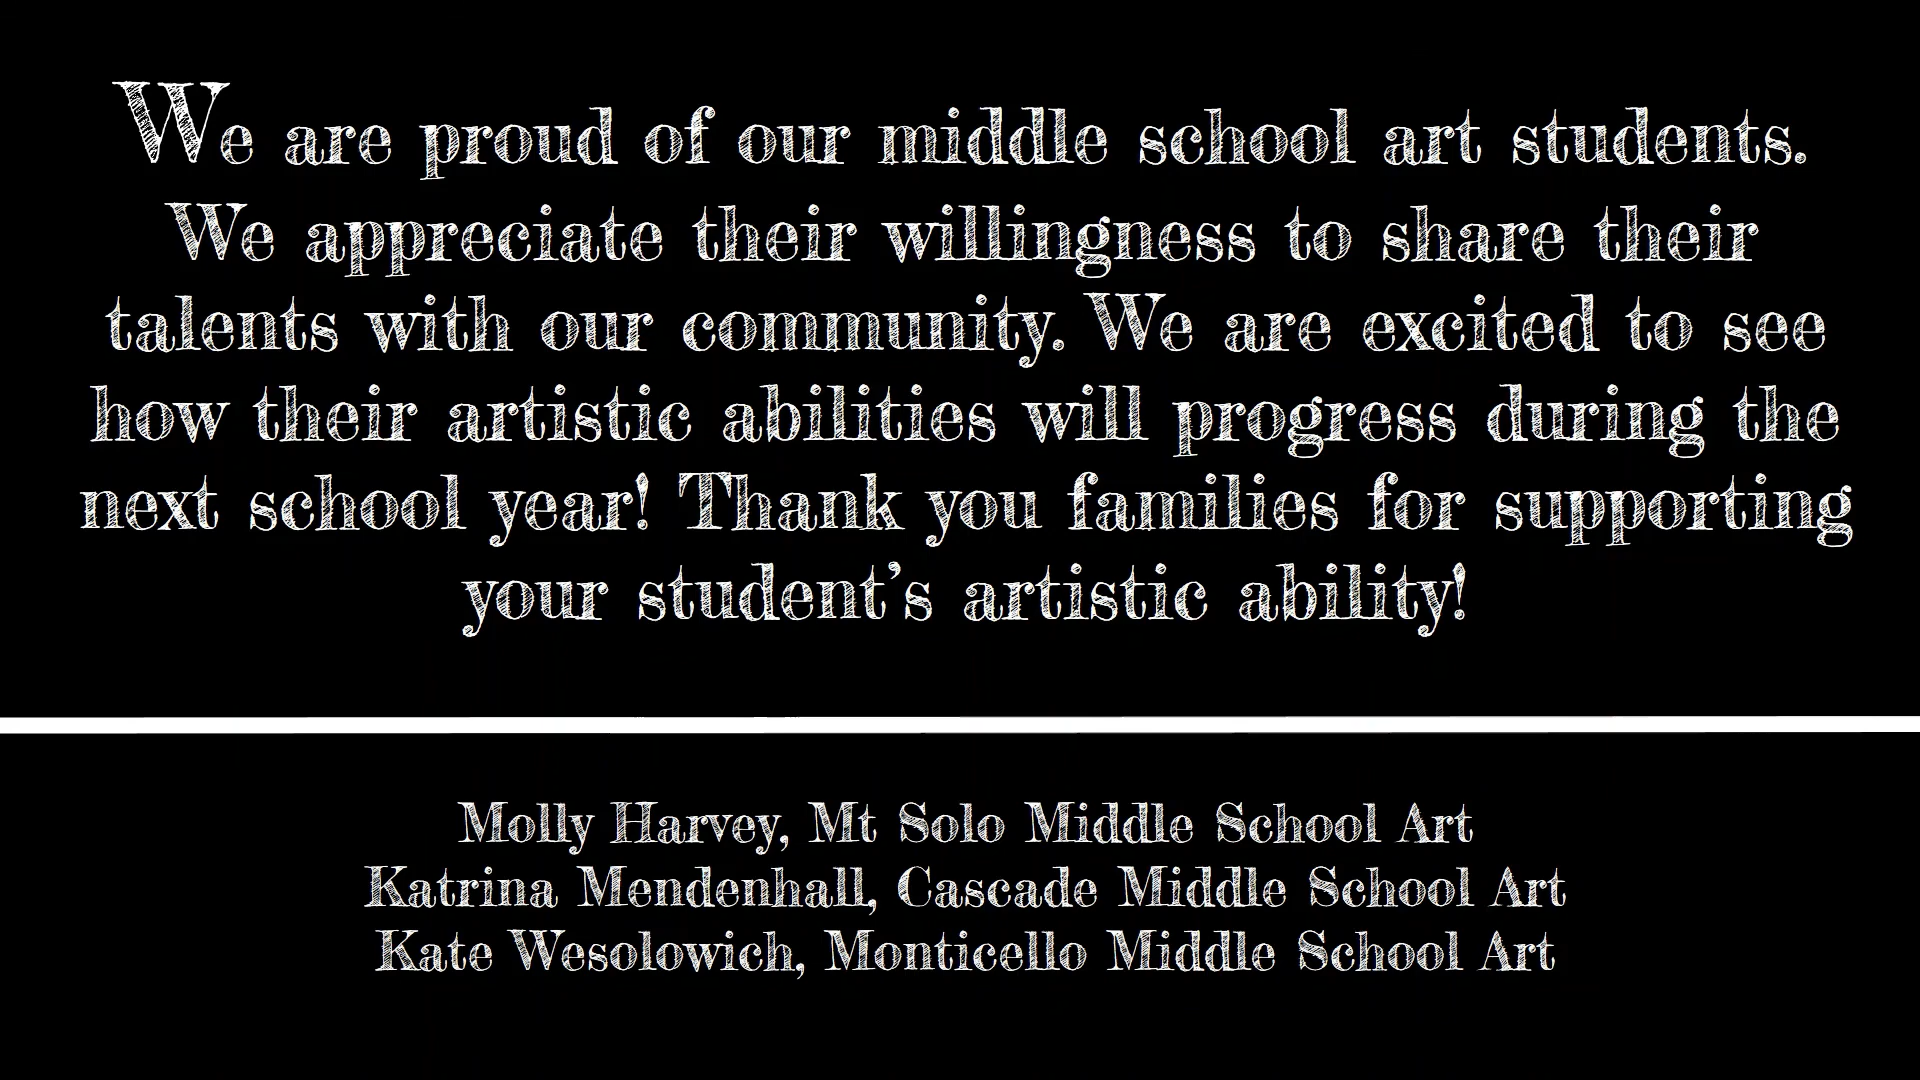 We are proud of our middle school art students.
We appreciate their willingness to share their
talents with our community. We are excited to see
how their artistic abilities will progress during the
next school year! Thank you families for supporting
your student’s artistic ability!
Molly Harvey, Mt Solo Middle School Art
Katrina Mendenhall, Cascade Middle School Art
Kate Wesolowich, Monticello Middle School Art